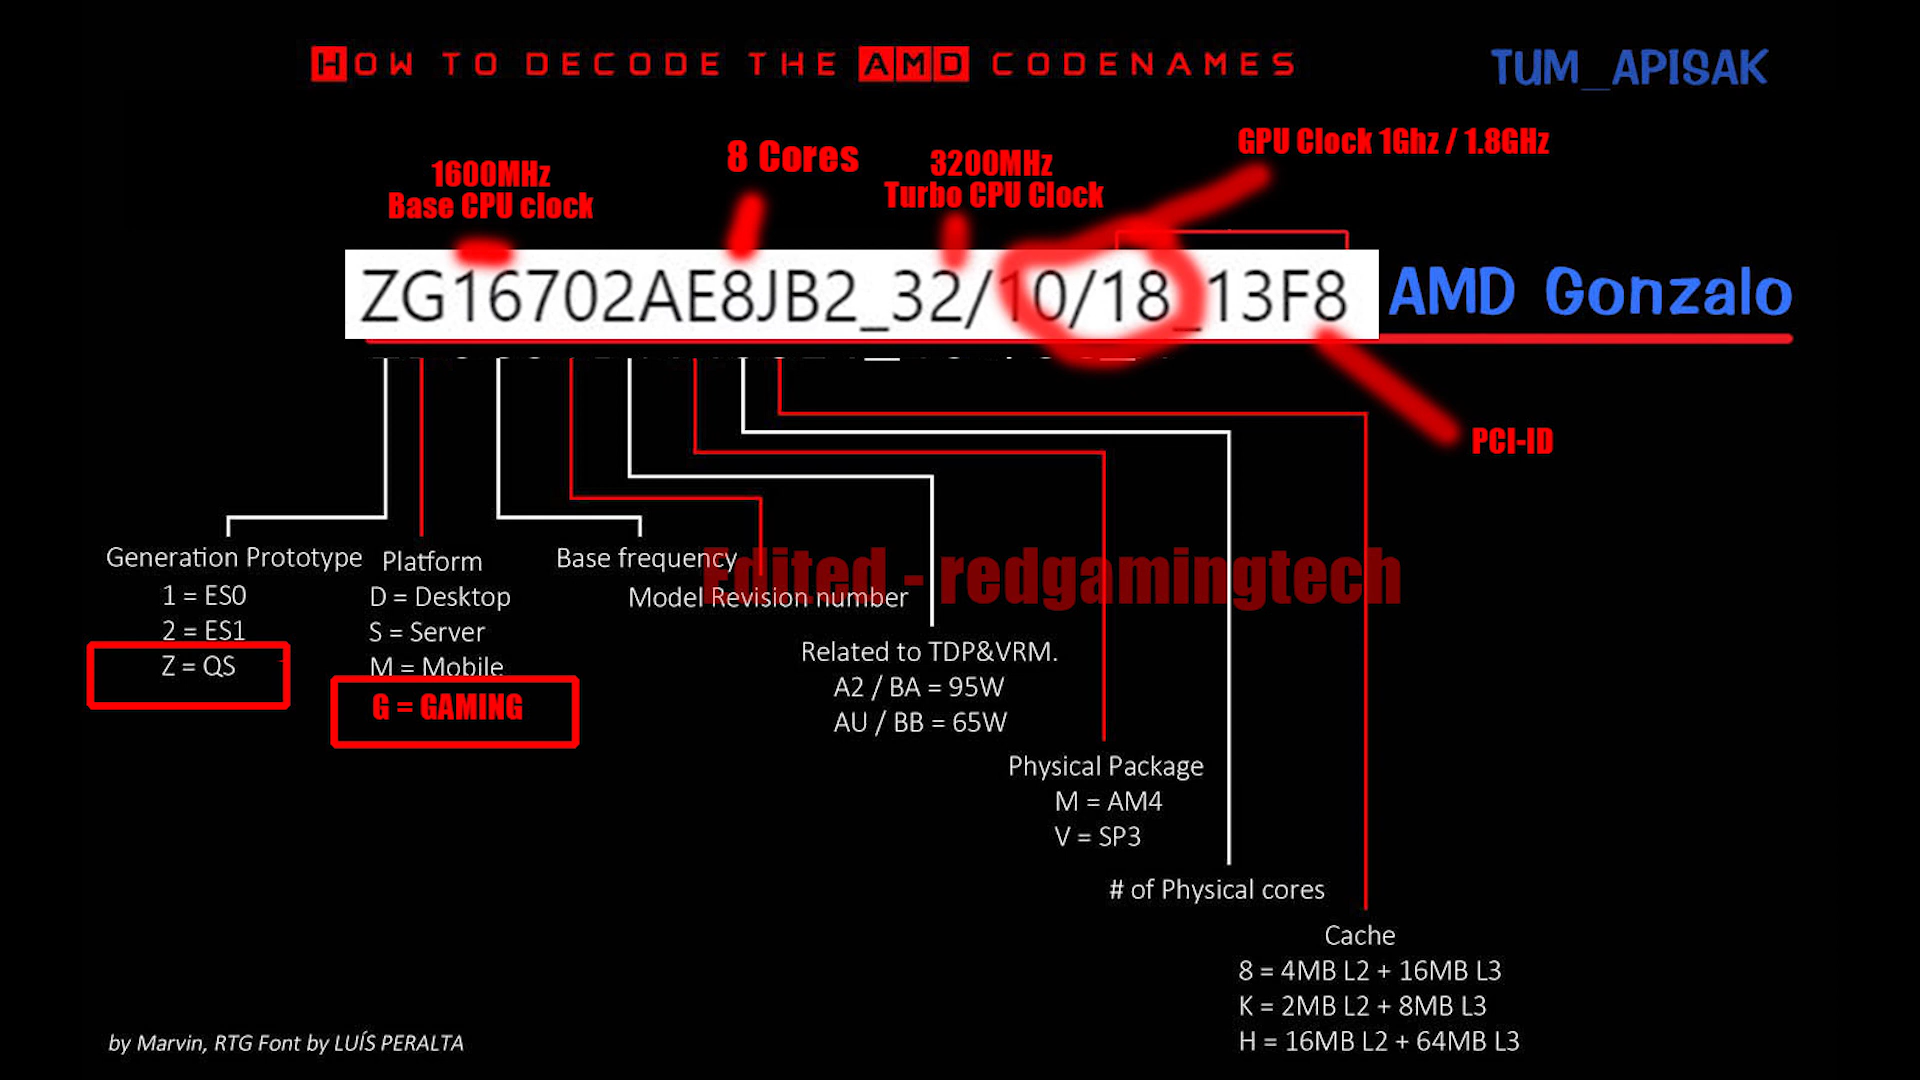 How to decode the AMD codenames
TUM_APISAK
GPU Clock 1Ghz / 1.8GHz
8 Cores
3200MHz
Turbo CPU Clock
1600MHz
Base CPU clock
ZG16702AE8JB2_32/10/18_13F8
AMD Gonzalo
PCI-ID
Generation Prototype
1 = ES0
2 = ES1
Z = QS
Platform
D = Desktop
S = Server
M = Mobile
G = GAMING
Base frequency
Model Revision number
Edited - redgamingtech
Related to TDP&VRM.
A2 / BA = 95W
AU / BB = 65W
Physical Package
M = AM4
V = SP3
# of Physical cores
Cache
8 = 4MB L2 + 16MB L3
K = 2MB L2 + 8MB L3
H = 16MB L2 + 64MB L3
by Marvin, RTG Font by LUÍS PERALTA